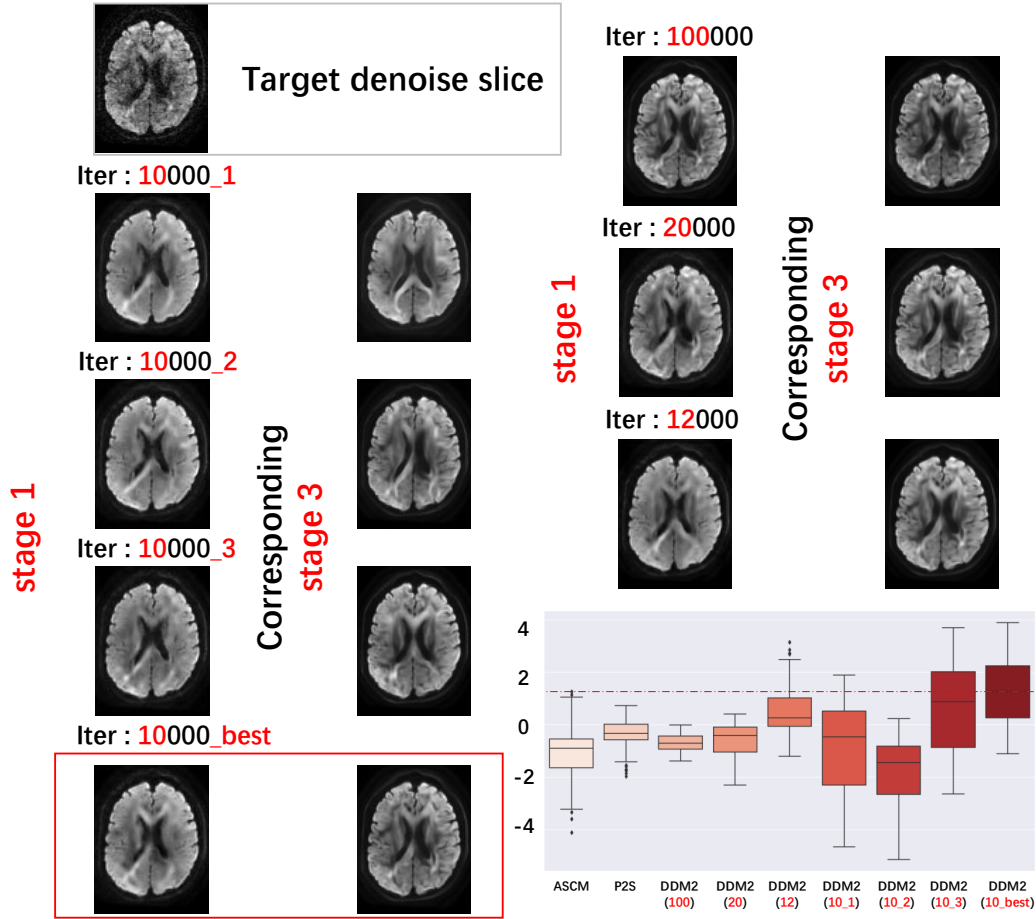 Target denoise slice
Iter : 10000_1
Iter : 10000_2
Iter : 10000_3
Iter : 10000_best
stage 1
Corresponding
stage 3
Iter : 100000
Iter : 20000
Iter : 12000
stage 1
Corresponding
stage 3
4
2
0
-2
-4
ASCM P2S DDM2 DDM2 DDM2 DDM2 DDM2 DDM2 DDM2
(100) (20) (12) (10_1) (10_2) (10_3) (10_best)